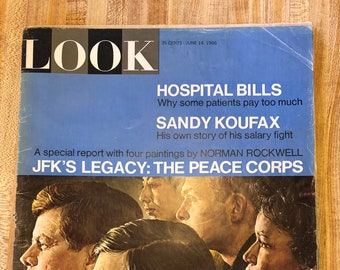 LOOK
25 CENTS · JUNE 14, 1966
HOSPITAL BILLS
Why some patients pay too much
SANDY KOUFAX
His own story of his salary fight
A special report with four paintings by NORMAN ROCKWELL
JFK'S LEGACY: THE PEACE CORPS